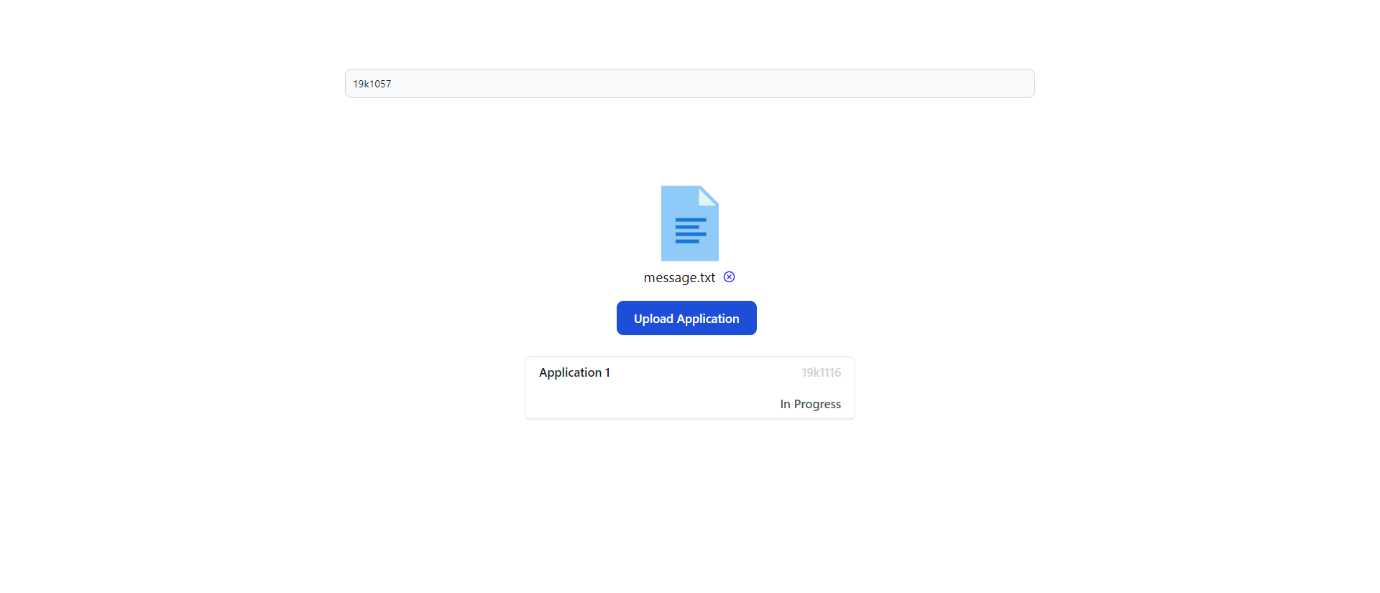 19k1057
message.txt
Upload Application
Application 1 19k1116
In Progress